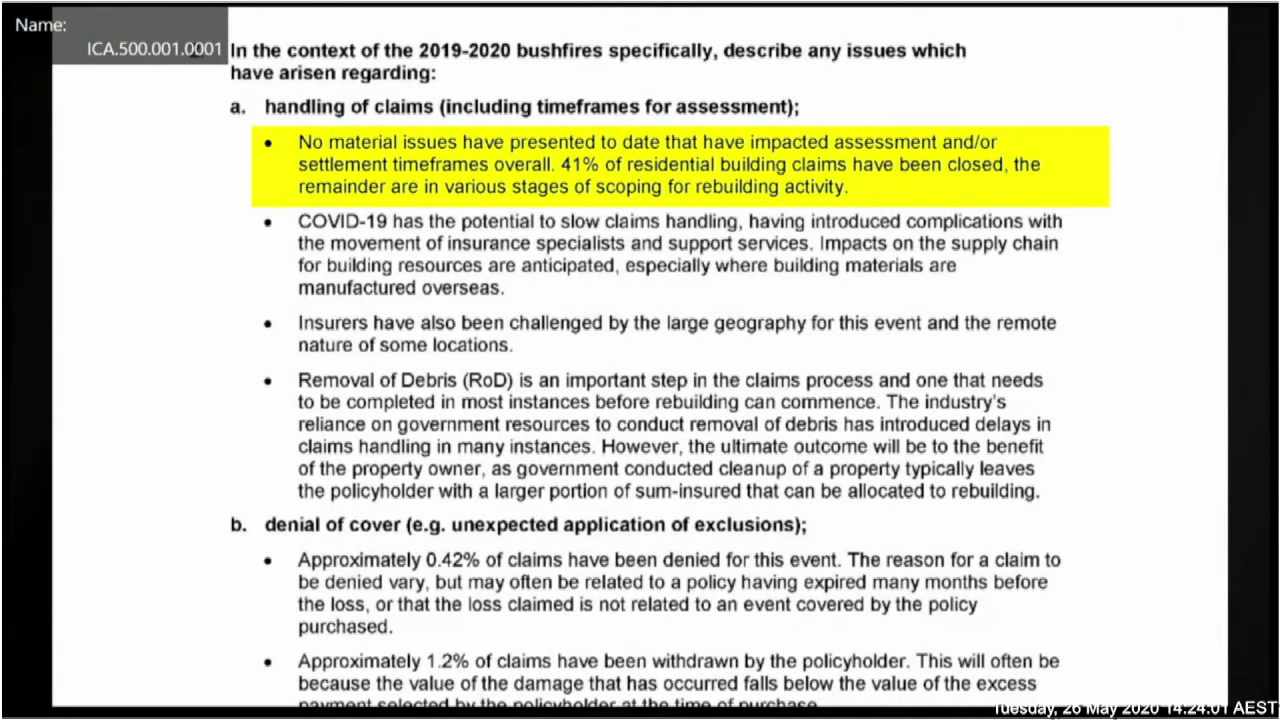 Name:
ICA.500.001.0001
In the context of the 2019-2020 bushfires specifically, describe any issues which
have arisen regarding:
a. handling of claims (including timeframes for assessment);
• No material issues have presented to date that have impacted assessment and/or
settlement timeframes overall. 41% of residential building claims have been closed, the
remainder are in various stages of scoping for rebuilding activity.
• COVID-19 has the potential to slow claims handling, having introduced complications with
the movement of insurance specialists and support services. Impacts on the supply chain
for building resources are anticipated, especially where building materials are
manufactured overseas.
• Insurers have also been challenged by the large geography for this event and the remote
nature of some locations.
• Removal of Debris (RoD) is an important step in the claims process and one that needs
to be completed in most instances before rebuilding can commence. The industry's
reliance on government resources to conduct removal of debris has introduced delays in
claims handling in many instances. However, the ultimate outcome will be to the benefit
of the property owner, as government conducted cleanup of a property typically leaves
the policyholder with a larger portion of sum-insured that can be allocated to rebuilding.
b. denial of cover (e.g. unexpected application of exclusions);
• Approximately 0.42% of claims have been denied for this event. The reason for a claim to
be denied vary, but may often be related to a policy having expired many months before
the loss, or that the loss claimed is not related to an event covered by the policy
purchased.
• Approximately 1.2% of claims have been withdrawn by the policyholder. This will often be
because the value of the damage that has occurred falls below the value of the excess
payment selected by the policyholder at the time of purchase.
Tuesday, 26 May 2020 14:24:01 AEST